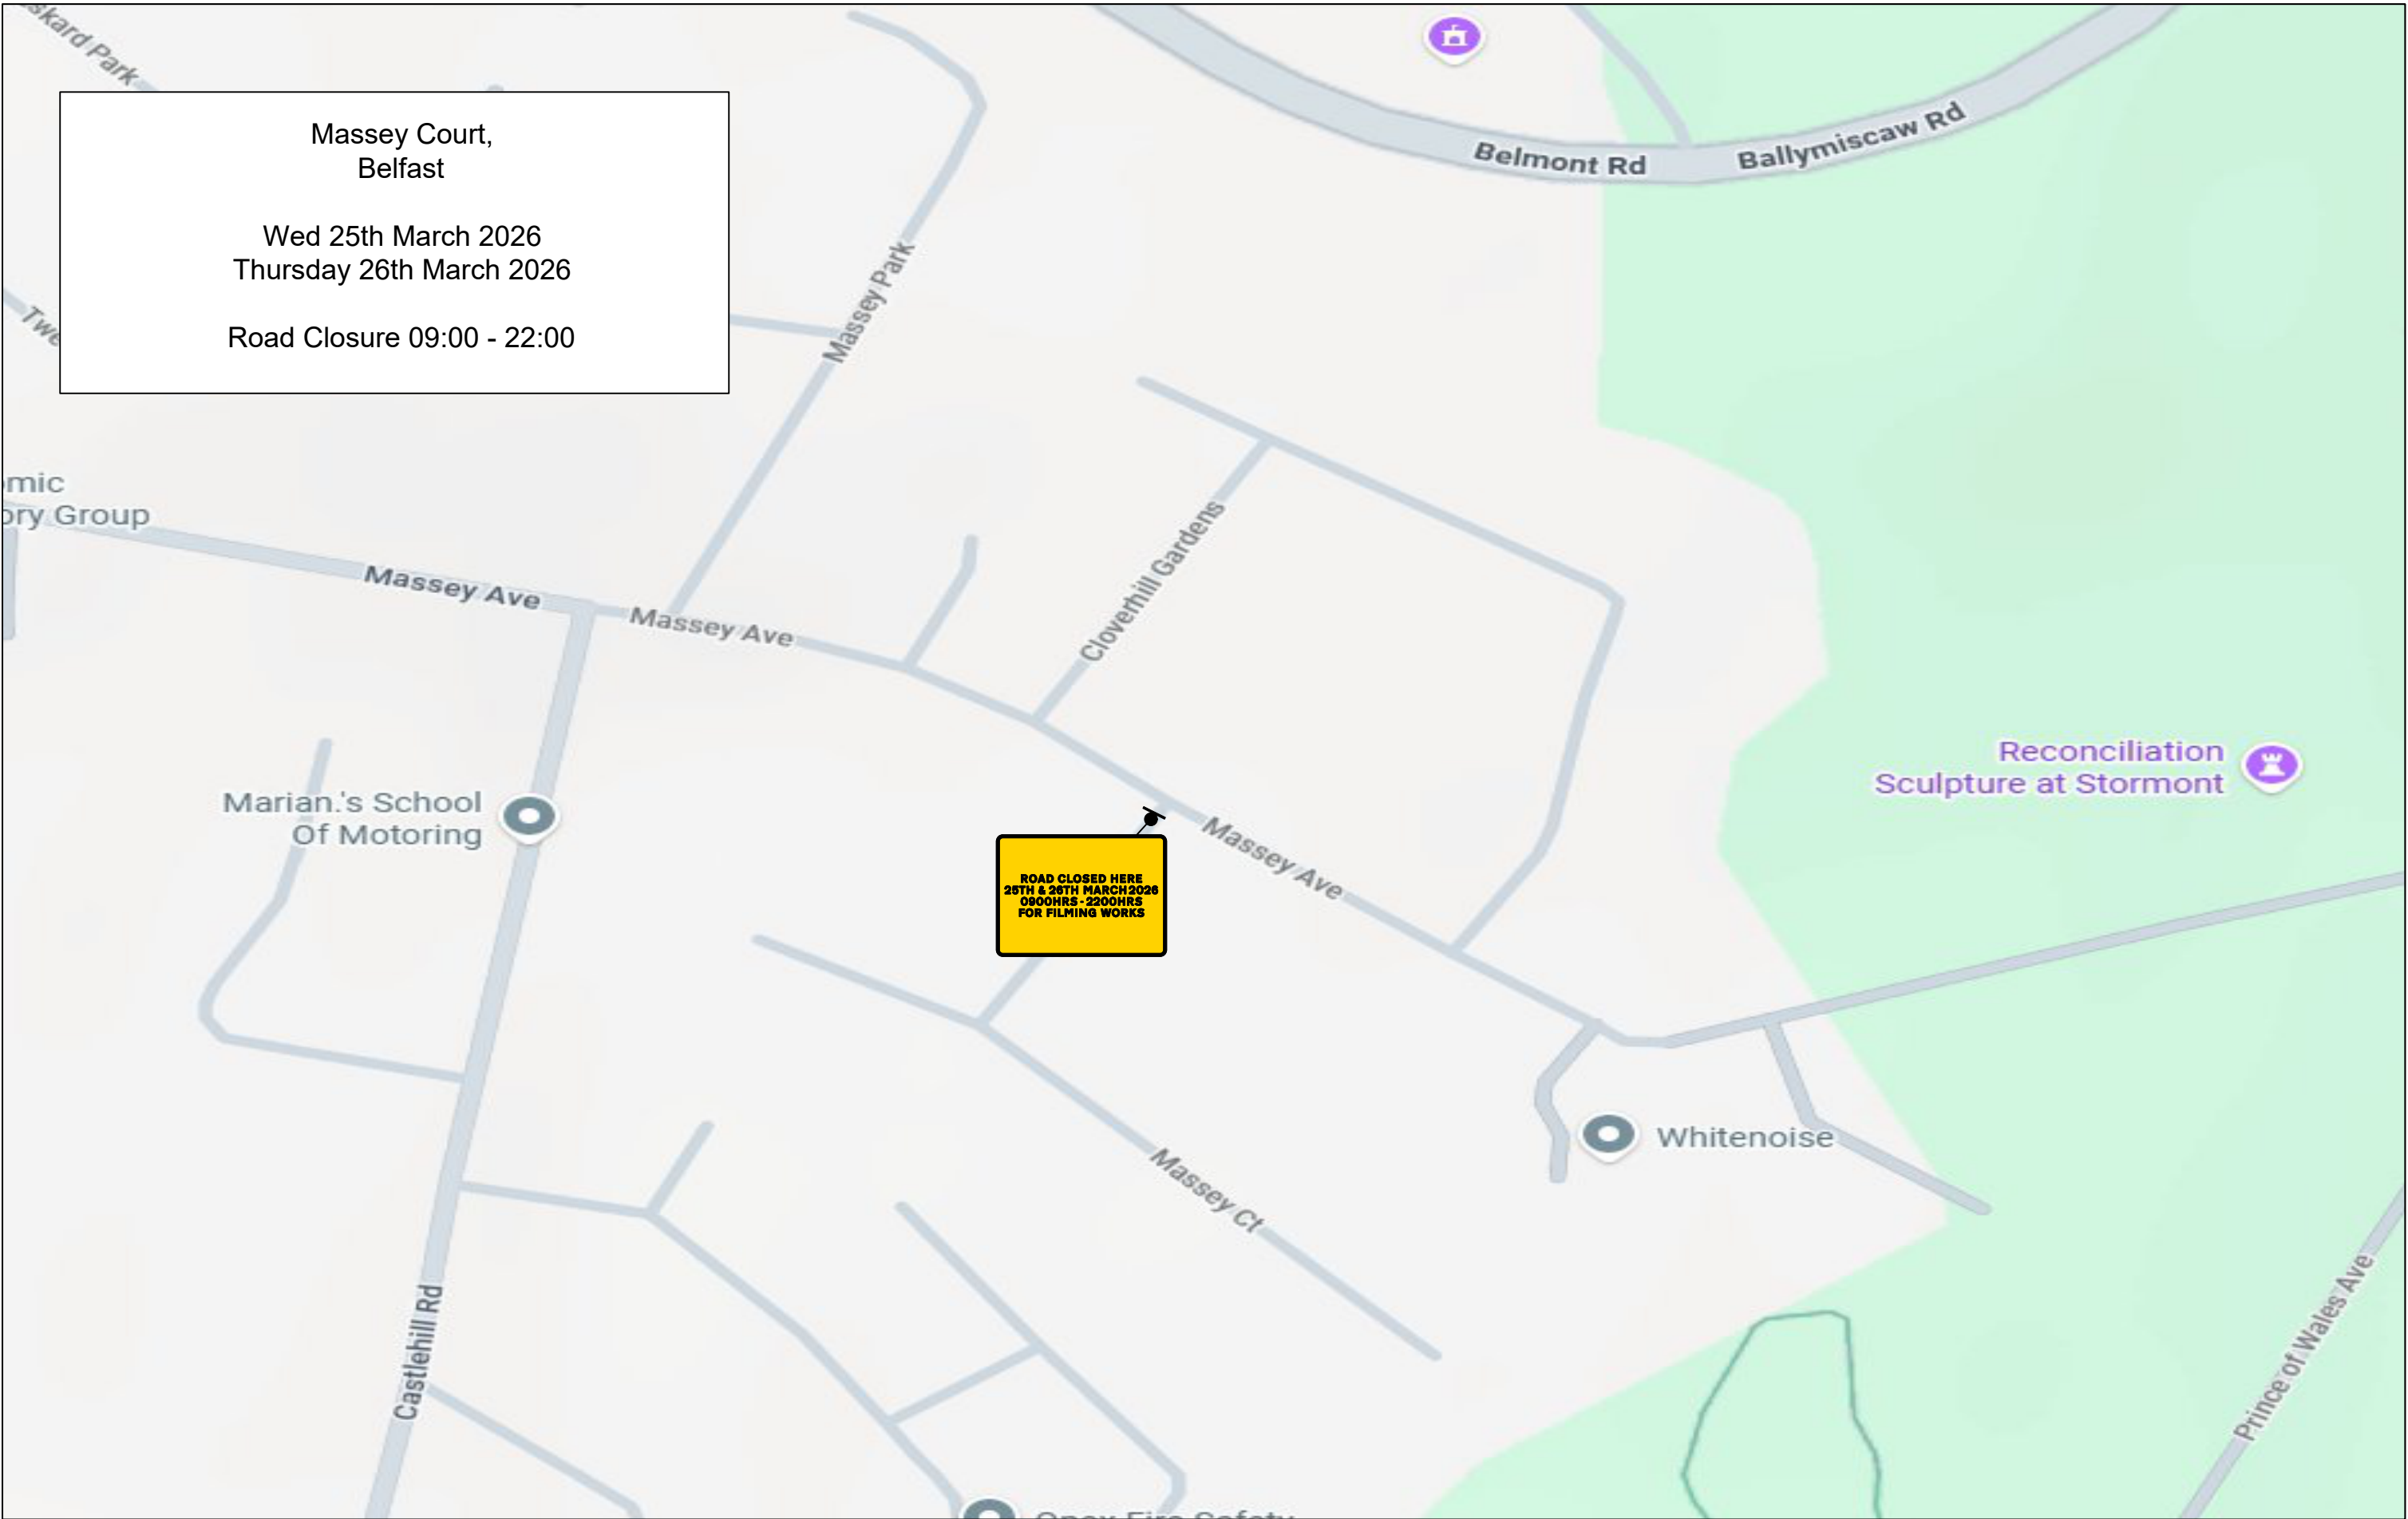 Park
Massey Court,
Belfast
Wed 25th March 2026
Thursday 26th March 2026
Road Closure 09:00 - 22:00
Belmont Rd
Ballymiscaw Rd
Massey Park
ory Group
Massey Ave
Massey Ave
Cloverhill Gardens
Marian.'s School
Of Motoring
Reconciliation
Sculpture at Stormont
Massey Ave
ROAD CLOSED HERE
25TH & 26TH MARCH 2026
0900HRS - 2200HRS
FOR FILMING WORKS
Whitenoise
Massey Ct
Castlehill Rd
Prince of Wales Ave